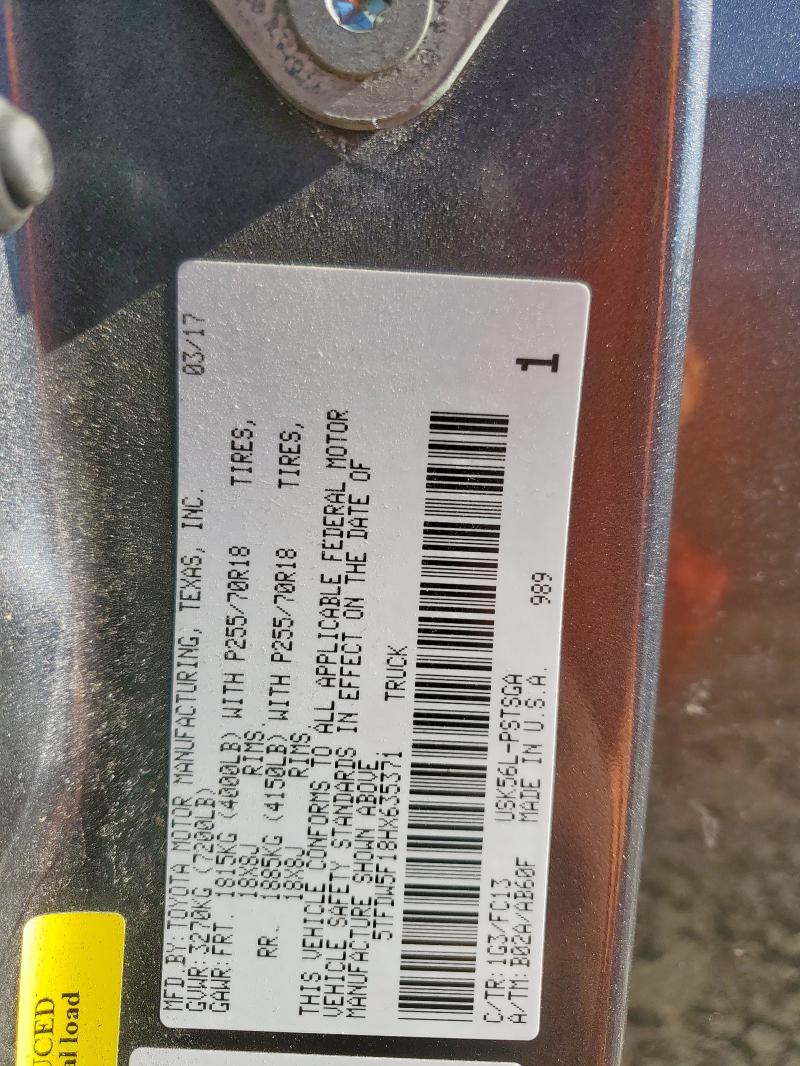 MFD.BY:TOYOTA MOTOR MANUFACTURING, TEXAS, INC. 03/17
GVWR:3270KG (7200LB)
GAWR:FRT. 1815KG (4000LB) WITH P255/70R18 TIRES,
18X8J RIMS,
RR. 1885KG (4150LB) WITH P255/70R18 TIRES,
18X8J RIMS.
THIS VEHICLE CONFORMS TO ALL APPLICABLE FEDERAL MOTOR
VEHICLE SAFETY STANDARDS IN EFFECT ON THE DATE OF
MANUFACTURE SHOWN ABOVE.
5TFDW5F18HX635371 TRUCK
C/TR: 1G3/FC13 USK56L-PSTSGA
A/TM: B02A/AB60F MADE IN U.S.A. 989
1
UCED
al load